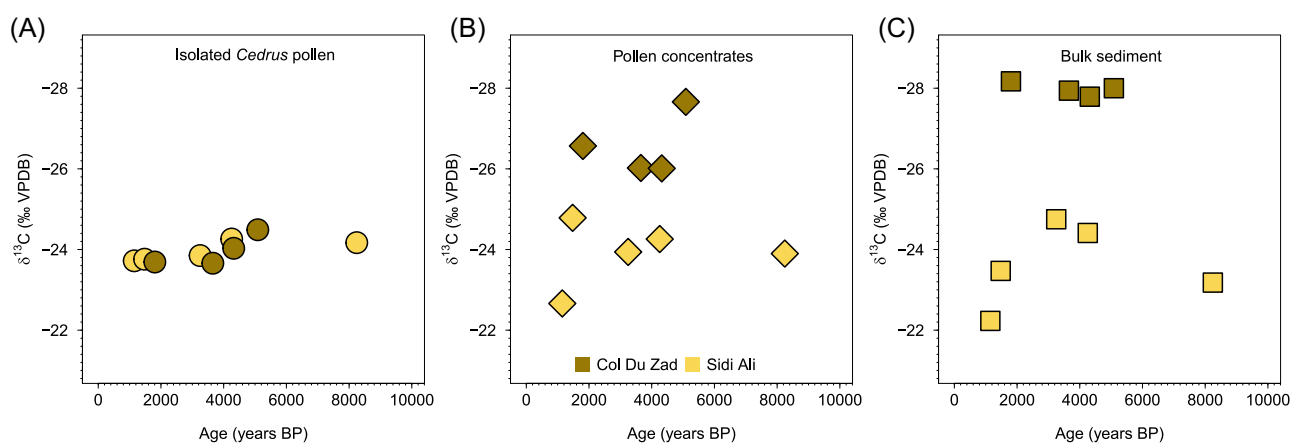 (A)
Isolated Cedrus pollen
−28
−26
−24
−22
δ13C (‰ VPDB)
0 2000 4000 6000 8000 10000
Age (years BP)
(B)
Pollen concentrates
−28
−26
−24
−22
δ13C (‰ VPDB)
Col Du Zad Sidi Ali
0 2000 4000 6000 8000 10000
Age (years BP)
(C)
Bulk sediment
−28
−26
−24
−22
δ13C (‰ VPDB)
0 2000 4000 6000 8000 10000
Age (years BP)